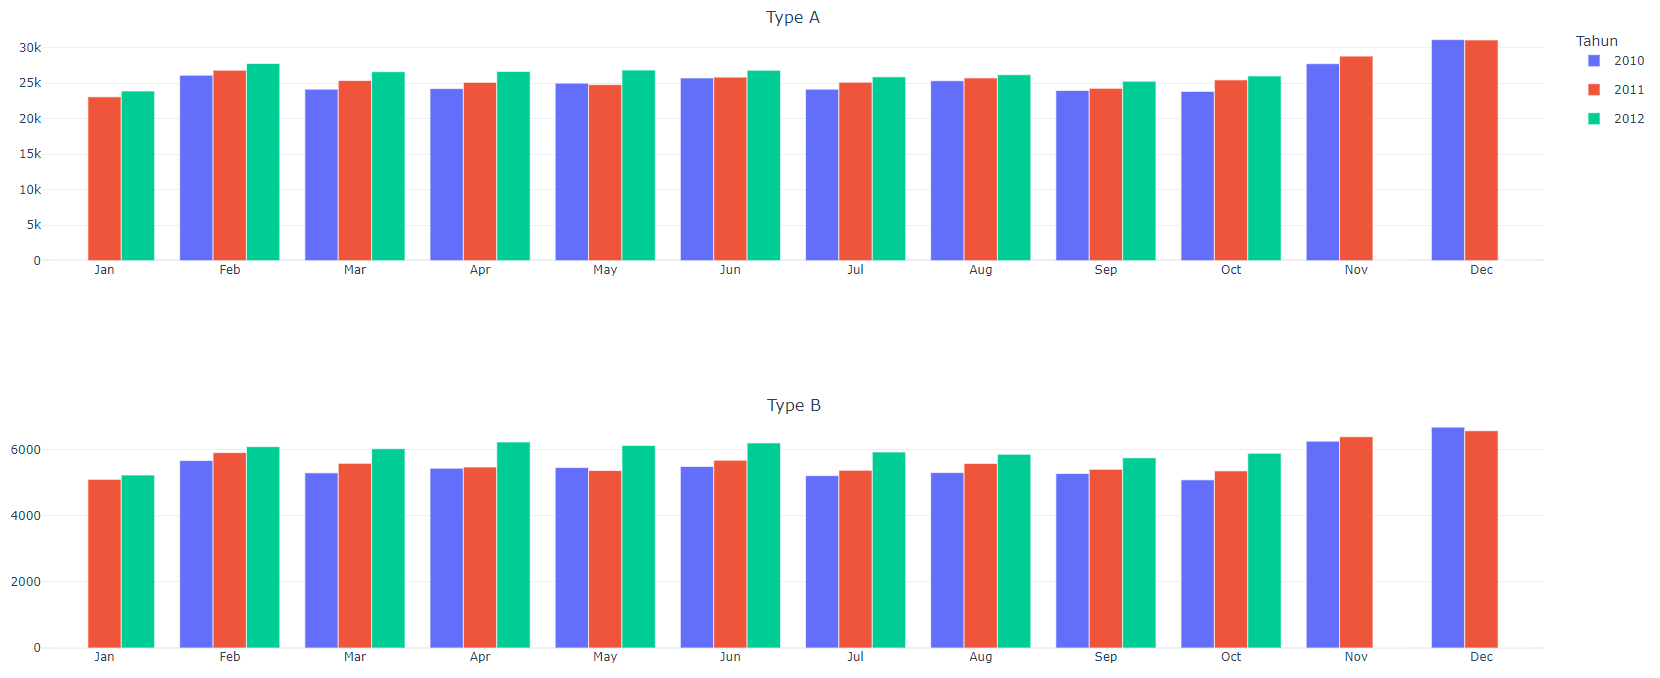 Type A
30k
25k
20k
15k
10k
5k
0
Jan Feb Mar Apr May Jun Jul Aug Sep Oct Nov Dec
Tahun
2010
2011
2012
Type B
6000
4000
2000
0
Jan Feb Mar Apr May Jun Jul Aug Sep Oct Nov Dec